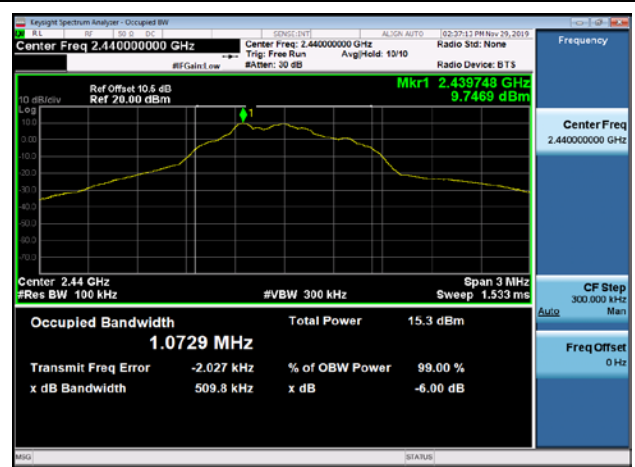 Keysight Spectrum Analyzer - Occupied BW
RL RF 50 Ω DC SENSE:INT ALIGN AUTO 02:37:13 PM Nov 29, 2019
Center Freq 2.440000000 GHz
Center Freq: 2.440000000 GHz
Radio Std: None
Trig: Free Run Avg|Hold: 10/10
#IFGain:Low #Atten: 30 dB Radio Device: BTS
Ref Offset 10.5 dB
Mkr1 2.439748 GHz
10 dB/div Ref 20.00 dBm
9.7469 dBm
Log
10.0
1
0.00
-10.0
-20.0
-30.0
-40.0
-50.0
-60.0
-70.0
Center 2.44 GHz Span 3 MHz
#Res BW 100 kHz #VBW 300 kHz Sweep 1.533 ms
Occupied Bandwidth Total Power 15.3 dBm
1.0729 MHz
Transmit Freq Error -2.027 kHz % of OBW Power 99.00 %
x dB Bandwidth 509.8 kHz x dB -6.00 dB
MSG STATUS
Frequency
Center Freq
2.440000000 GHz
CF Step
300.000 kHz
Auto Man
Freq Offset
0 Hz